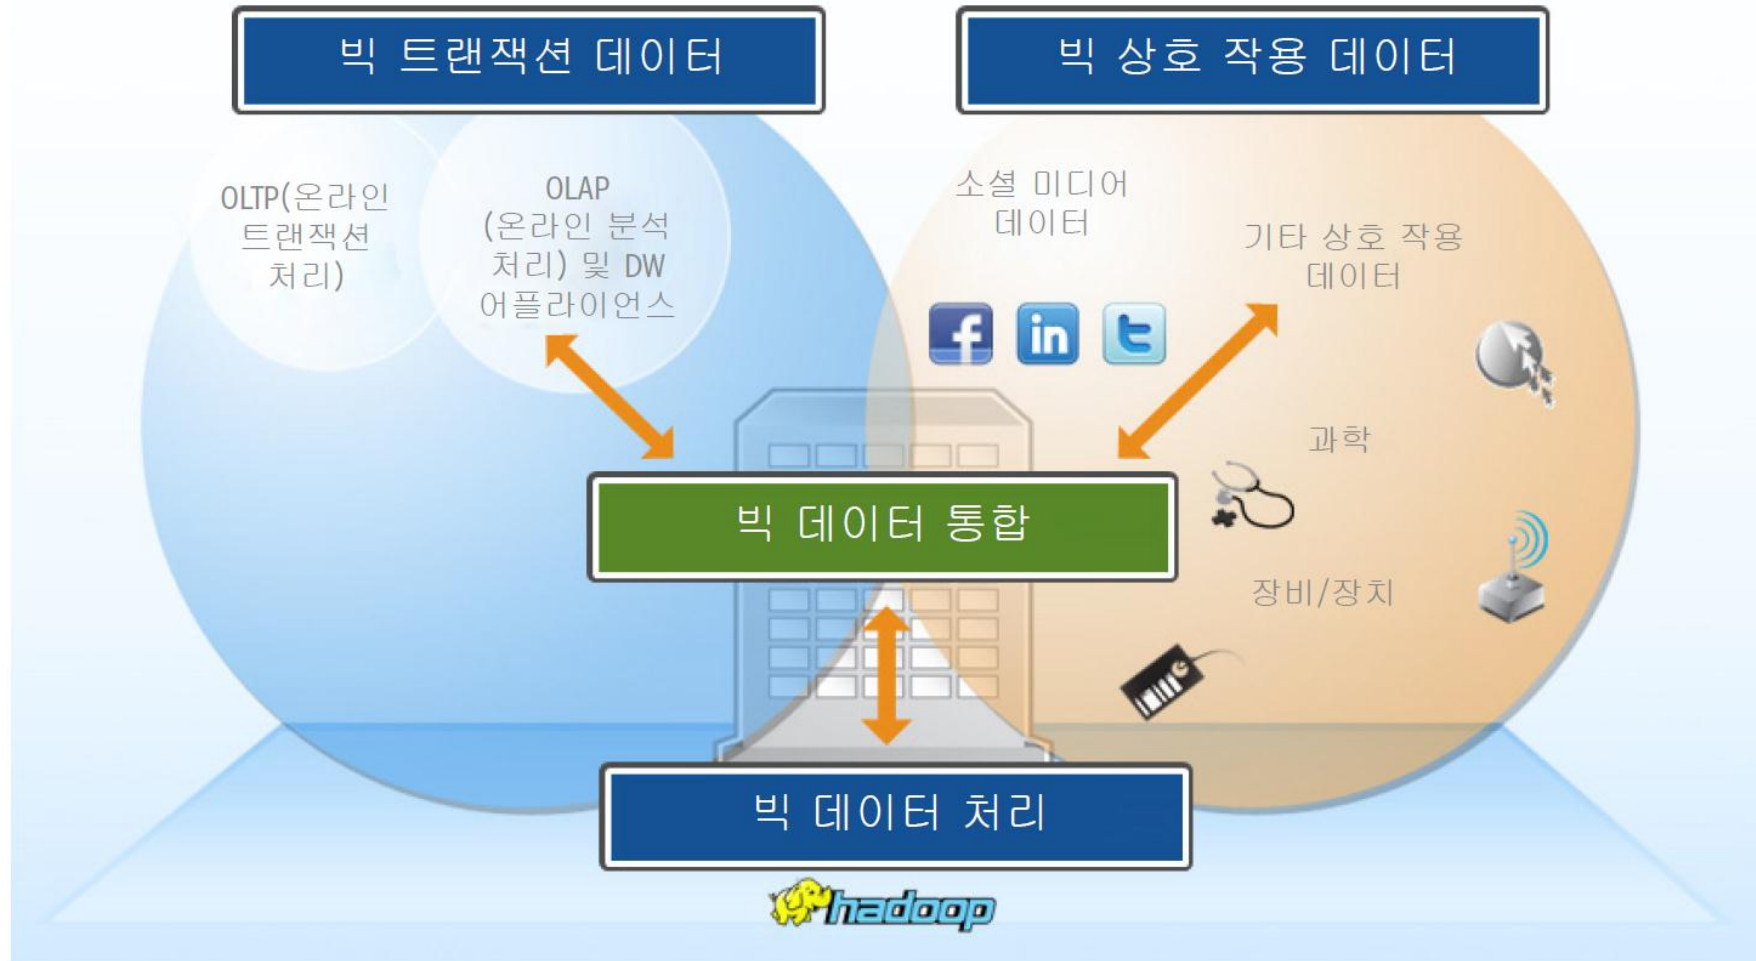 빅 트랜잭션 데이터
빅 상호 작용 데이터
OLTP(온라인
트랜잭션
처리)
OLAP
(온라인 분석
처리) 및 DW
어플라이언스
소셜 미디어
데이터
기타 상호 작용
데이터
f
in
t
과학
빅 데이터 통합
장비/장치
빅 데이터 처리
hadoop